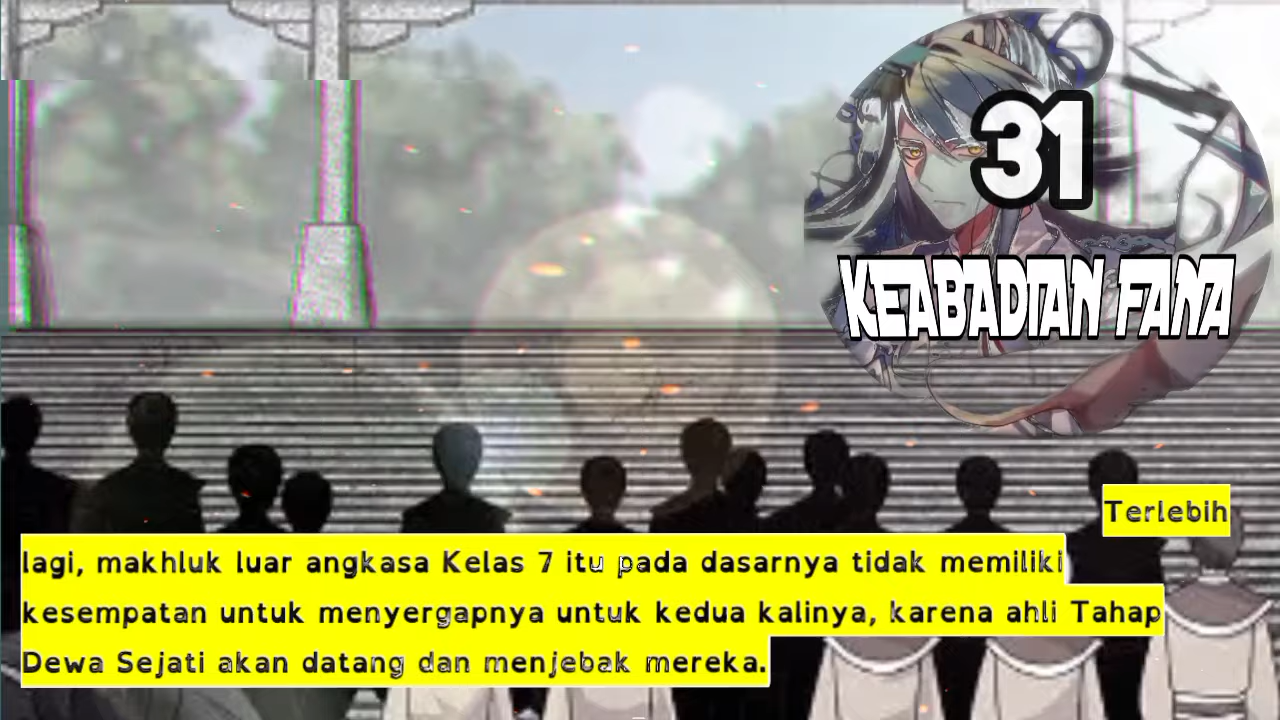 31
KEABADIAN FANA
Terlebih
lagi, makhluk luar angkasa Kelas 7 itu pada dasarnya tidak memiliki
kesempatan untuk menyergapnya untuk kedua kalinya, karena ahli Tahap
Dewa Sejati akan datang dan menjebak mereka.